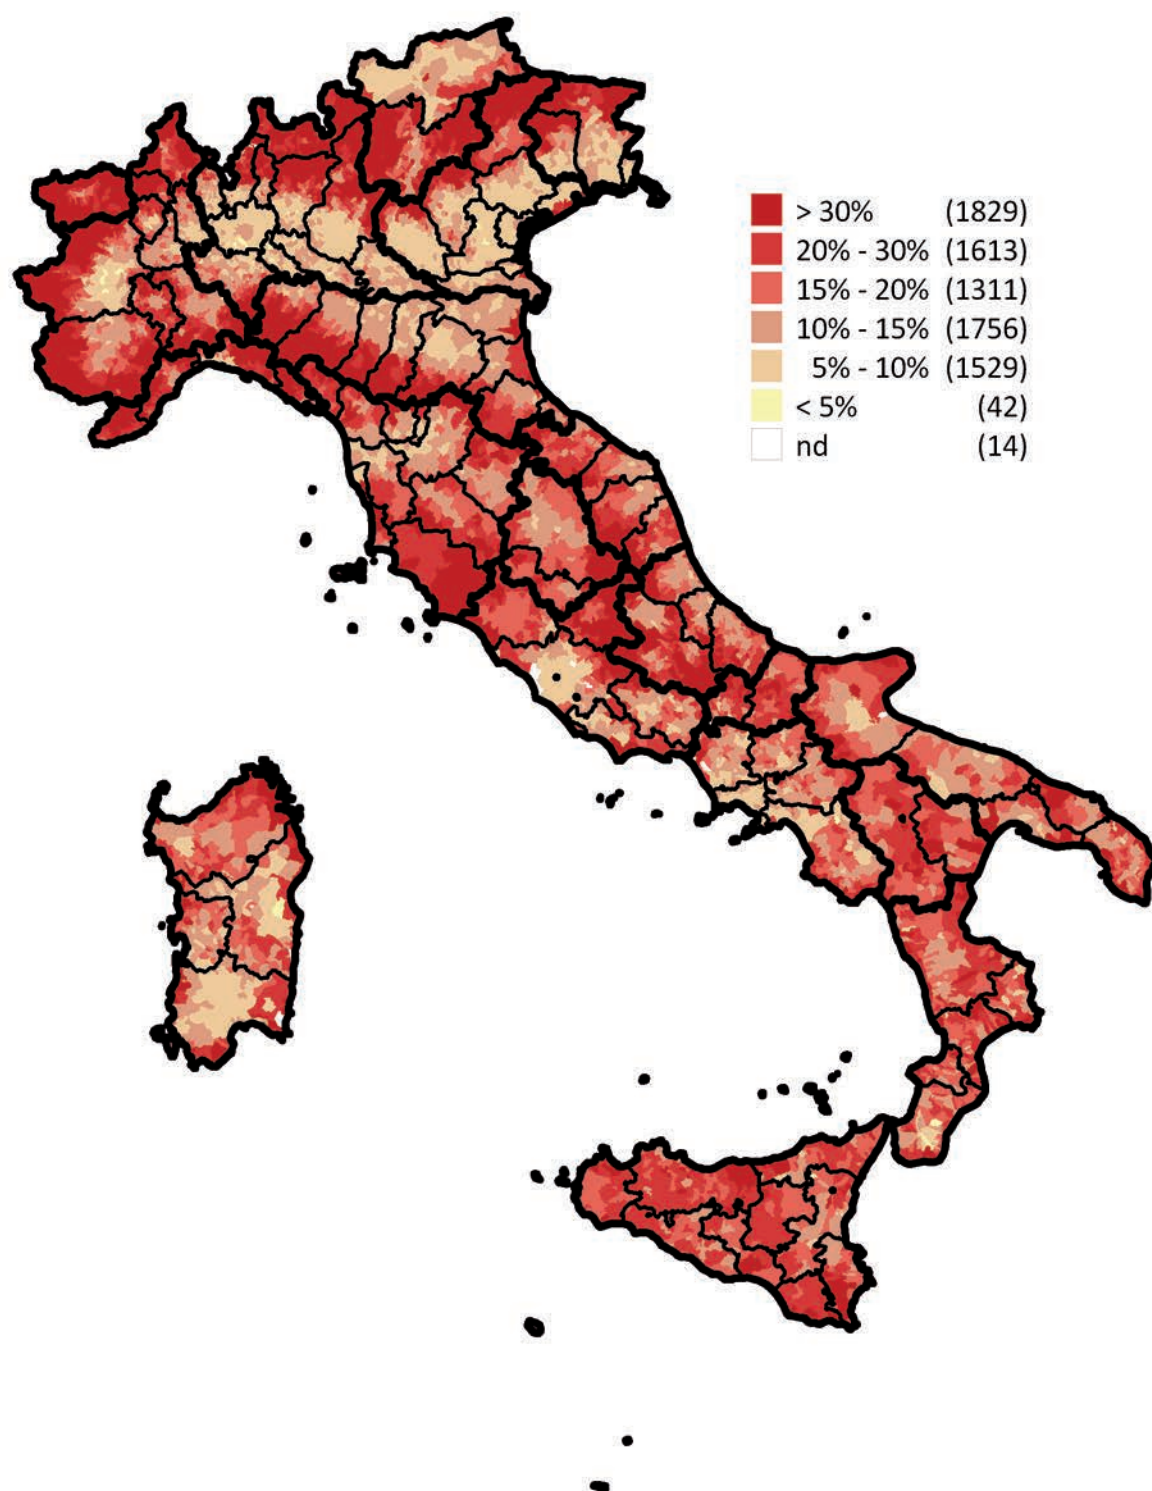 > 30% (1829)
20% - 30% (1613)
15% - 20% (1311)
10% - 15% (1756)
5% - 10% (1529)
< 5% (42)
nd (14)